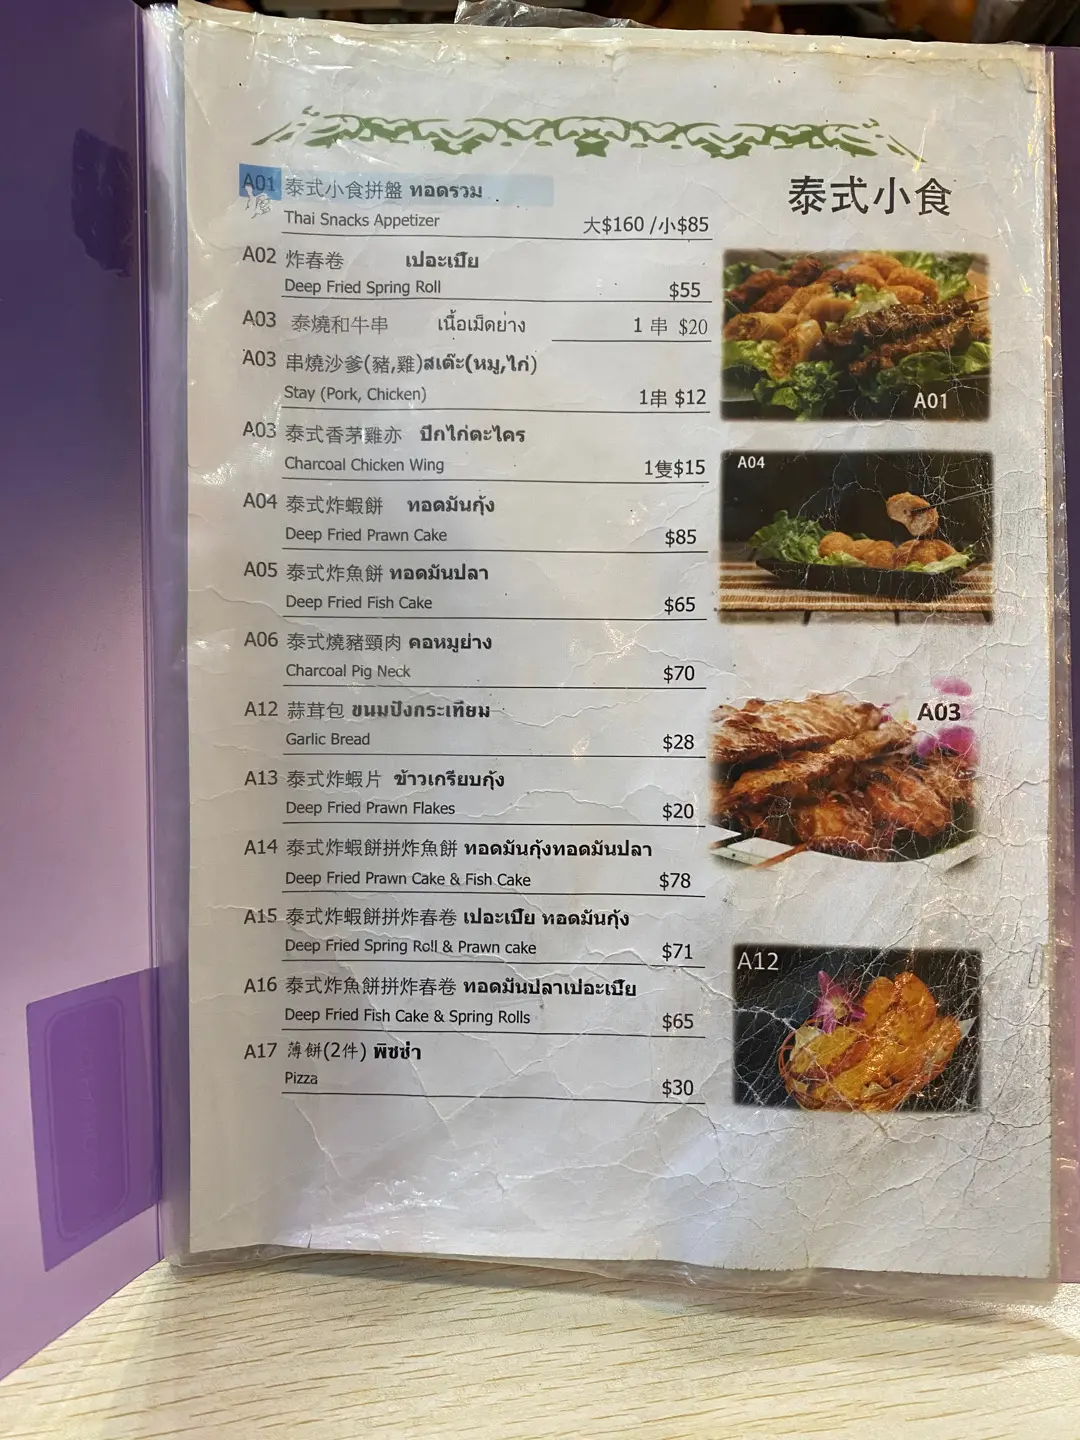 泰式小食
A01 泰式小食拼盤 ทอดรวม
Thai Snacks Appetizer 大$160 /小$85
A02 炸春卷 เปอะเปี๊ย
Deep Fried Spring Roll $55
A03 泰燒和牛串 เนื้อเม็ดย่าง 1 串 $20
A03 串燒沙爹(豬,雞)สเต๊ะ(หมู,ไก่)
Stay (Pork, Chicken) 1串 $12
A03 泰式香茅雞亦 ปีกไก่ตะไคร
Charcoal Chicken Wing 1隻$15
A04 泰式炸蝦餅 ทอดมันกุ้ง
Deep Fried Prawn Cake $85
A05 泰式炸魚餅 ทอดมันปลา
Deep Fried Fish Cake $65
A06 泰式燒豬頸肉 คอหมูย่าง
Charcoal Pig Neck $70
A12 蒜茸包 ขนมปังกระเทียม
Garlic Bread $28
A13 泰式炸蝦片 ข้าวเกรียบกุ้ง
Deep Fried Prawn Flakes $20
A14 泰式炸蝦餅拼炸魚餅 ทอดมันกุ้งทอดมันปลา
Deep Fried Prawn Cake & Fish Cake $78
A15 泰式炸蝦餅拼炸春卷 เปอะเปี๊ย ทอดมันกุ้ง
Deep Fried Spring Roll & Prawn cake $71
A16 泰式炸魚餅拼炸春卷 ทอดมันปลาเปอะเปี๊ย
Deep Fried Fish Cake & Spring Rolls $65
A17 薄餅(2件) พิซซ่า
Pizza $30
A01
A04
A03
A12